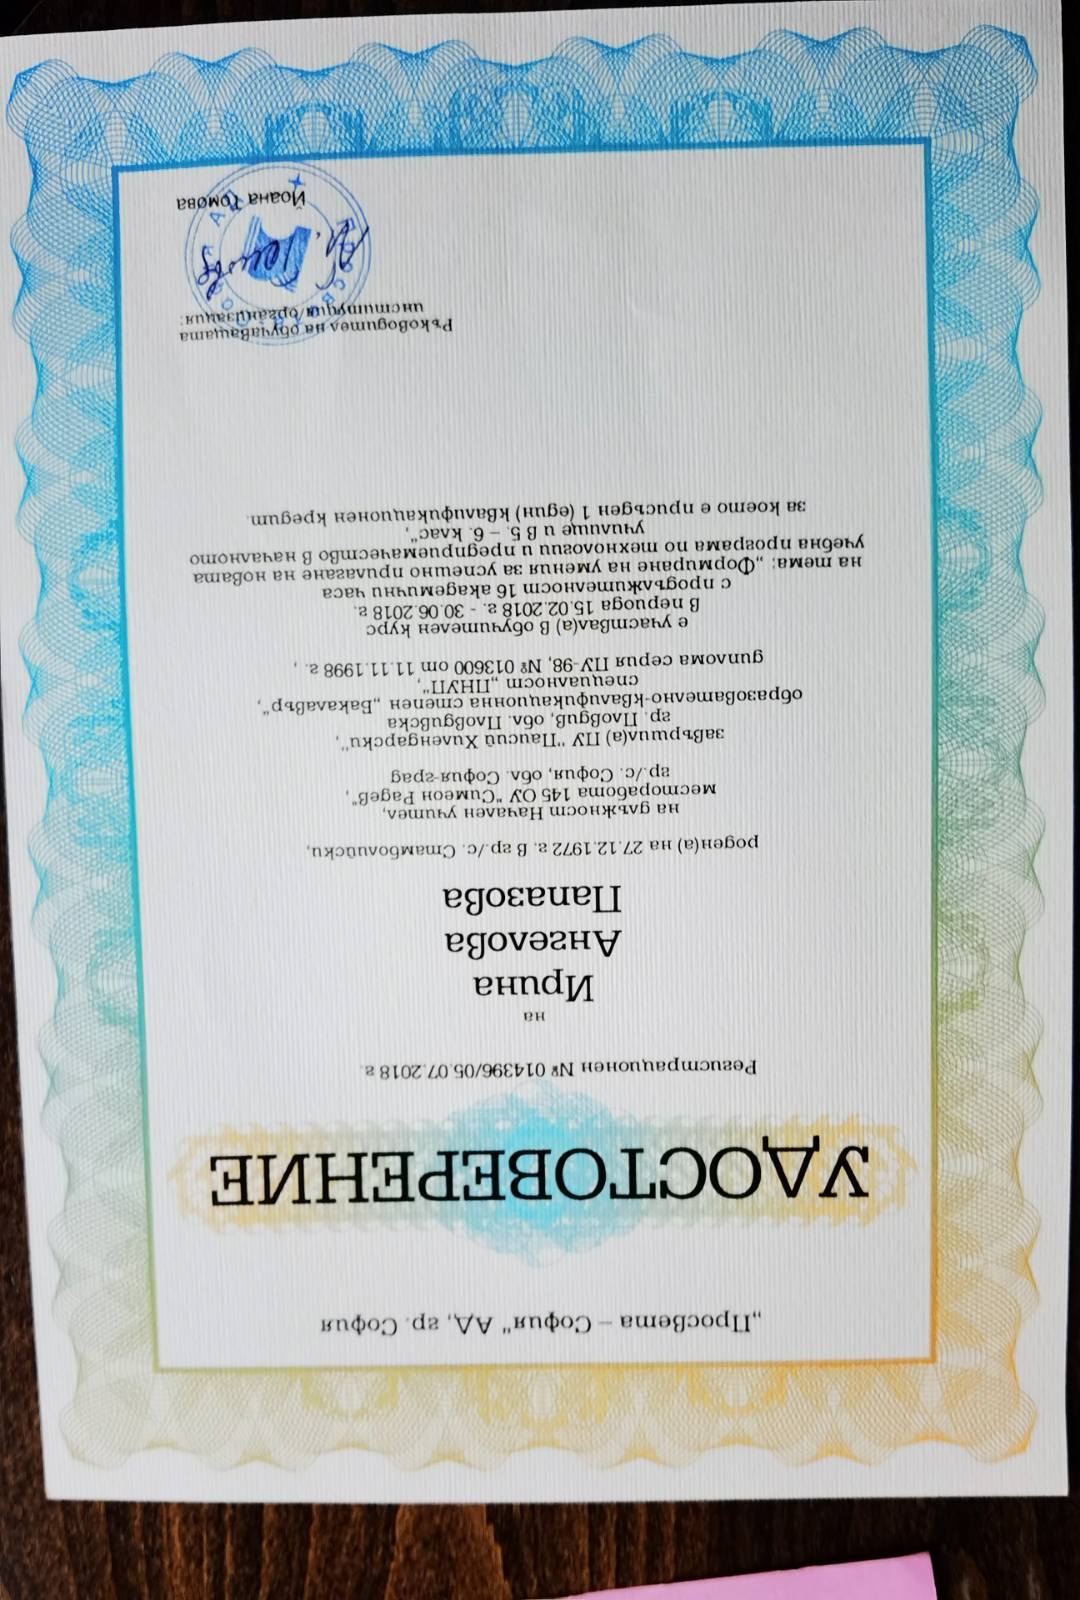 „Просвета – София" АД, гр. София
УДОСТОВЕРЕНИЕ
Регистрационен № 014396/05.07.2018 г.
на
Ирина
Ангелова
Папазова
роден(а) на 27.12.1972 г. в гр./с. Стамболийски,
на длъжност Начален учител,
месторабота 145 ОУ "Симеон Радев",
гр./с. София, обл. София-град
завършил(а) ПУ "Паисий Хилендарски",
гр. Пловдив, обл. Пловдивска
образователно-квалификационна степен „Бакалавър",
специалност „ПНУП",
диплома серия ПУ-98, № 013600 от 11.11.1998 г. ,
е участвал(а) в обучителен курс
в периода 15.02.2018 г. - 30.06.2018 г.
с продължителност 16 академични часа
на тема: „Формиране на умения за успешно прилагане на новата
учебна програма по технологии и предприемачество в началното
училище и в 5. – 6. клас",
за което е присъден 1 (един) квалификационен кредит.
Ръководител на обучаващата
институция/организация:
Йоана Томова